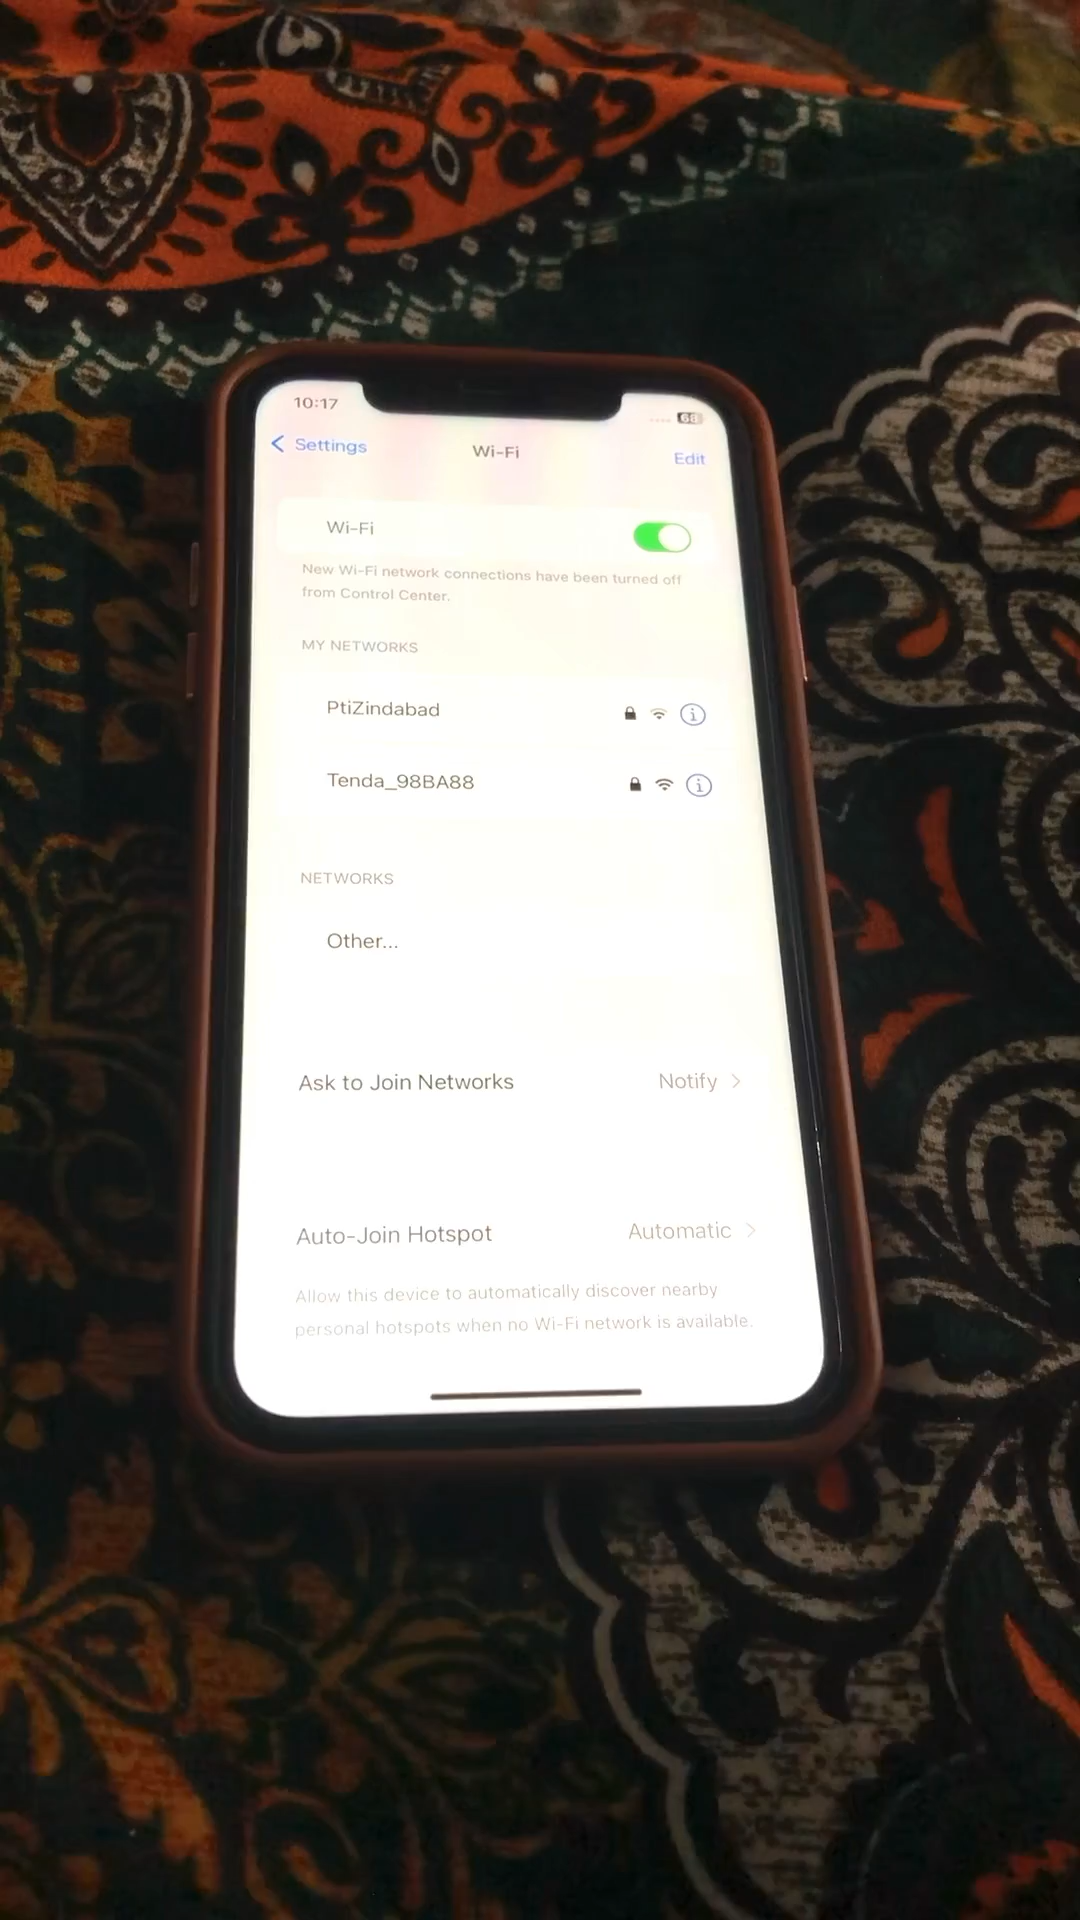 10:17
68
Settings
Wi-Fi
Edit
Wi-Fi
New Wi-Fi network connections have been turned off
from Control Center.
MY NETWORKS
PtiZindabad
Tenda_98BA88
NETWORKS
Other...
Ask to Join Networks
Notify
Auto-Join Hotspot
Automatic
Allow this device to automatically discover nearby
personal hotspots when no Wi-Fi network is available.